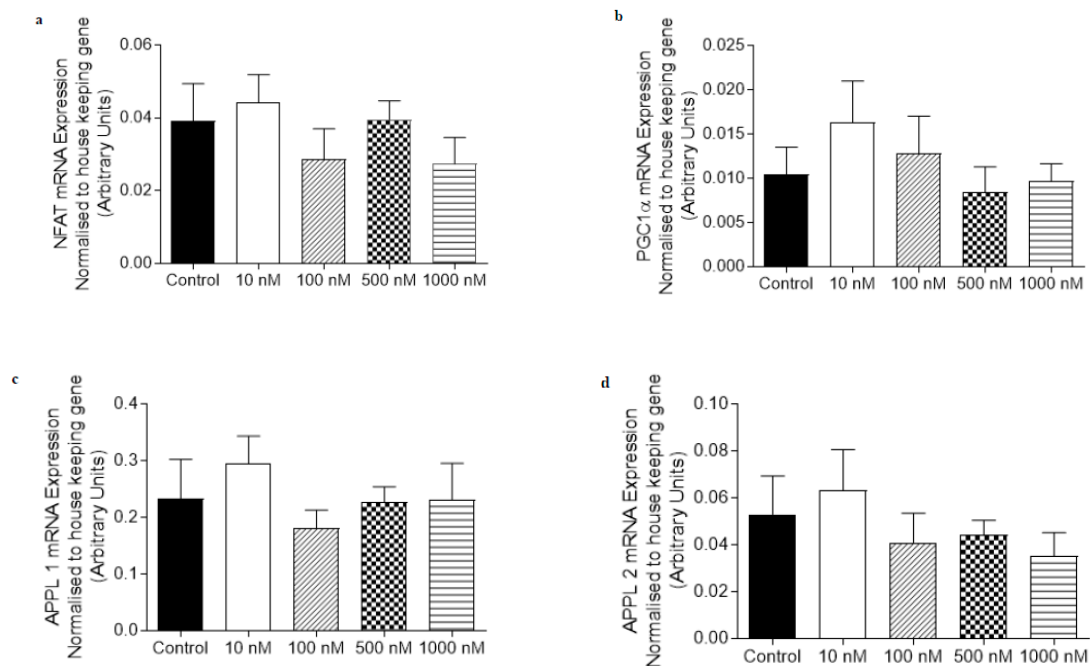 a
NFAT mRNA Expression
Normalised to house keeping gene
(Arbitrary Units)
0.06
0.04
0.02
0.00
Control 10 nM 100 nM 500 nM 1000 nM
b
PGC1α mRNA Expression
Normalised to house keeping gene
(Arbitrary Units)
0.025
0.020
0.015
0.010
0.005
0.000
Control 10 nM 100 nM 500 nM 1000 nM
c
APPL 1 mRNA Expression
Normalised to house keeping gene
(Arbitrary Units)
0.4
0.3
0.2
0.1
0.0
Control 10 nM 100 nM 500 nM 1000 nM
d
APPL 2 mRNA Expression
Normalised to house keeping gene
(Arbitrary Units)
0.10
0.08
0.06
0.04
0.02
0.00
Control 10 nM 100 nM 500 nM 1000 nM